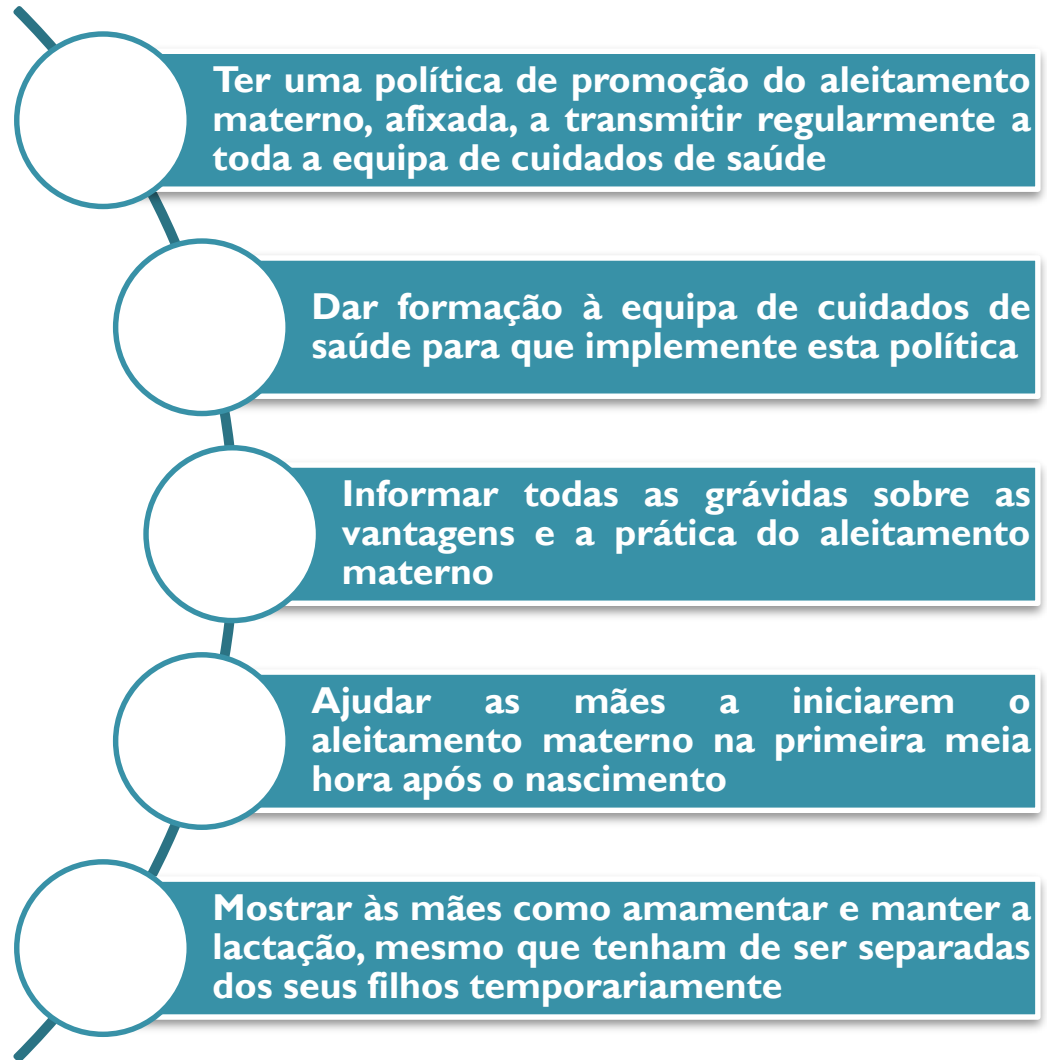 Ter uma política de promoção do aleitamento
materno, afixada, a transmitir regularmente a
toda a equipa de cuidados de saúde
Dar formação à equipa de cuidados de
saúde para que implemente esta política
Informar todas as grávidas sobre as
vantagens e a prática do aleitamento
materno
Ajudar as mães a iniciarem o
aleitamento materno na primeira meia
hora após o nascimento
Mostrar às mães como amamentar e manter a
lactação, mesmo que tenham de ser separadas
dos seus filhos temporariamente